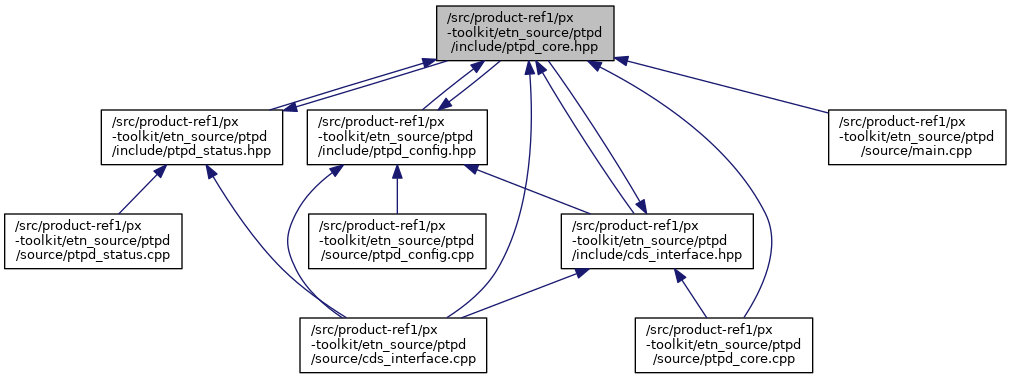 /src/product-ref1/px
-toolkit/etn_source/ptpd
/include/ptpd_core.hpp
/src/product-ref1/px
-toolkit/etn_source/ptpd
/include/ptpd_status.hpp
/src/product-ref1/px
-toolkit/etn_source/ptpd
/include/ptpd_config.hpp
/src/product-ref1/px
-toolkit/etn_source/ptpd
/source/main.cpp
/src/product-ref1/px
-toolkit/etn_source/ptpd
/source/ptpd_status.cpp
/src/product-ref1/px
-toolkit/etn_source/ptpd
/source/ptpd_config.cpp
/src/product-ref1/px
-toolkit/etn_source/ptpd
/include/cds_interface.hpp
/src/product-ref1/px
-toolkit/etn_source/ptpd
/source/cds_interface.cpp
/src/product-ref1/px
-toolkit/etn_source/ptpd
/source/ptpd_core.cpp